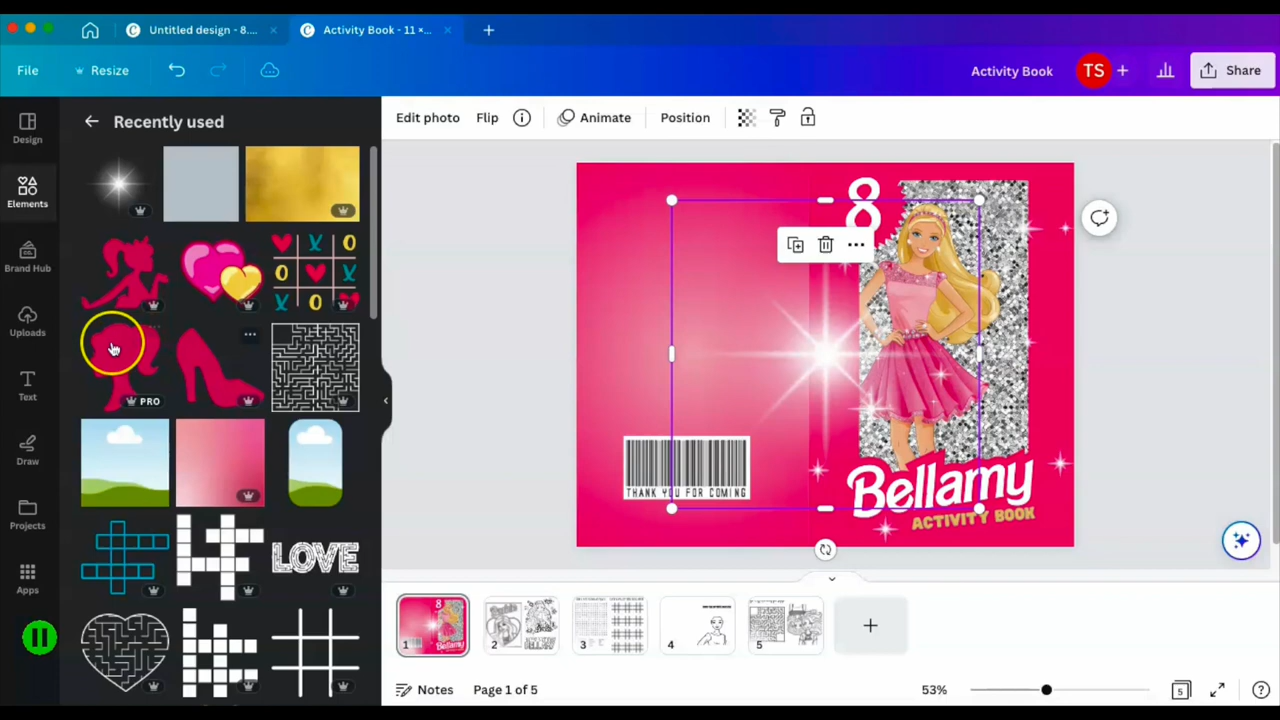 Untitled design - 8....
Activity Book - 11 ×...
File
Resize
Activity Book
TS
Share
Design
Elements
Brand Hub
Uploads
Text
Draw
Projects
Apps
Recently used
PRO
LOVE
Edit photo
Flip
Animate
Position
8
8
THANK YOU FOR COMING
Bellamy
ACTIVITY BOOK
1
2
3
4
5
Notes
Page 1 of 5
53%
5